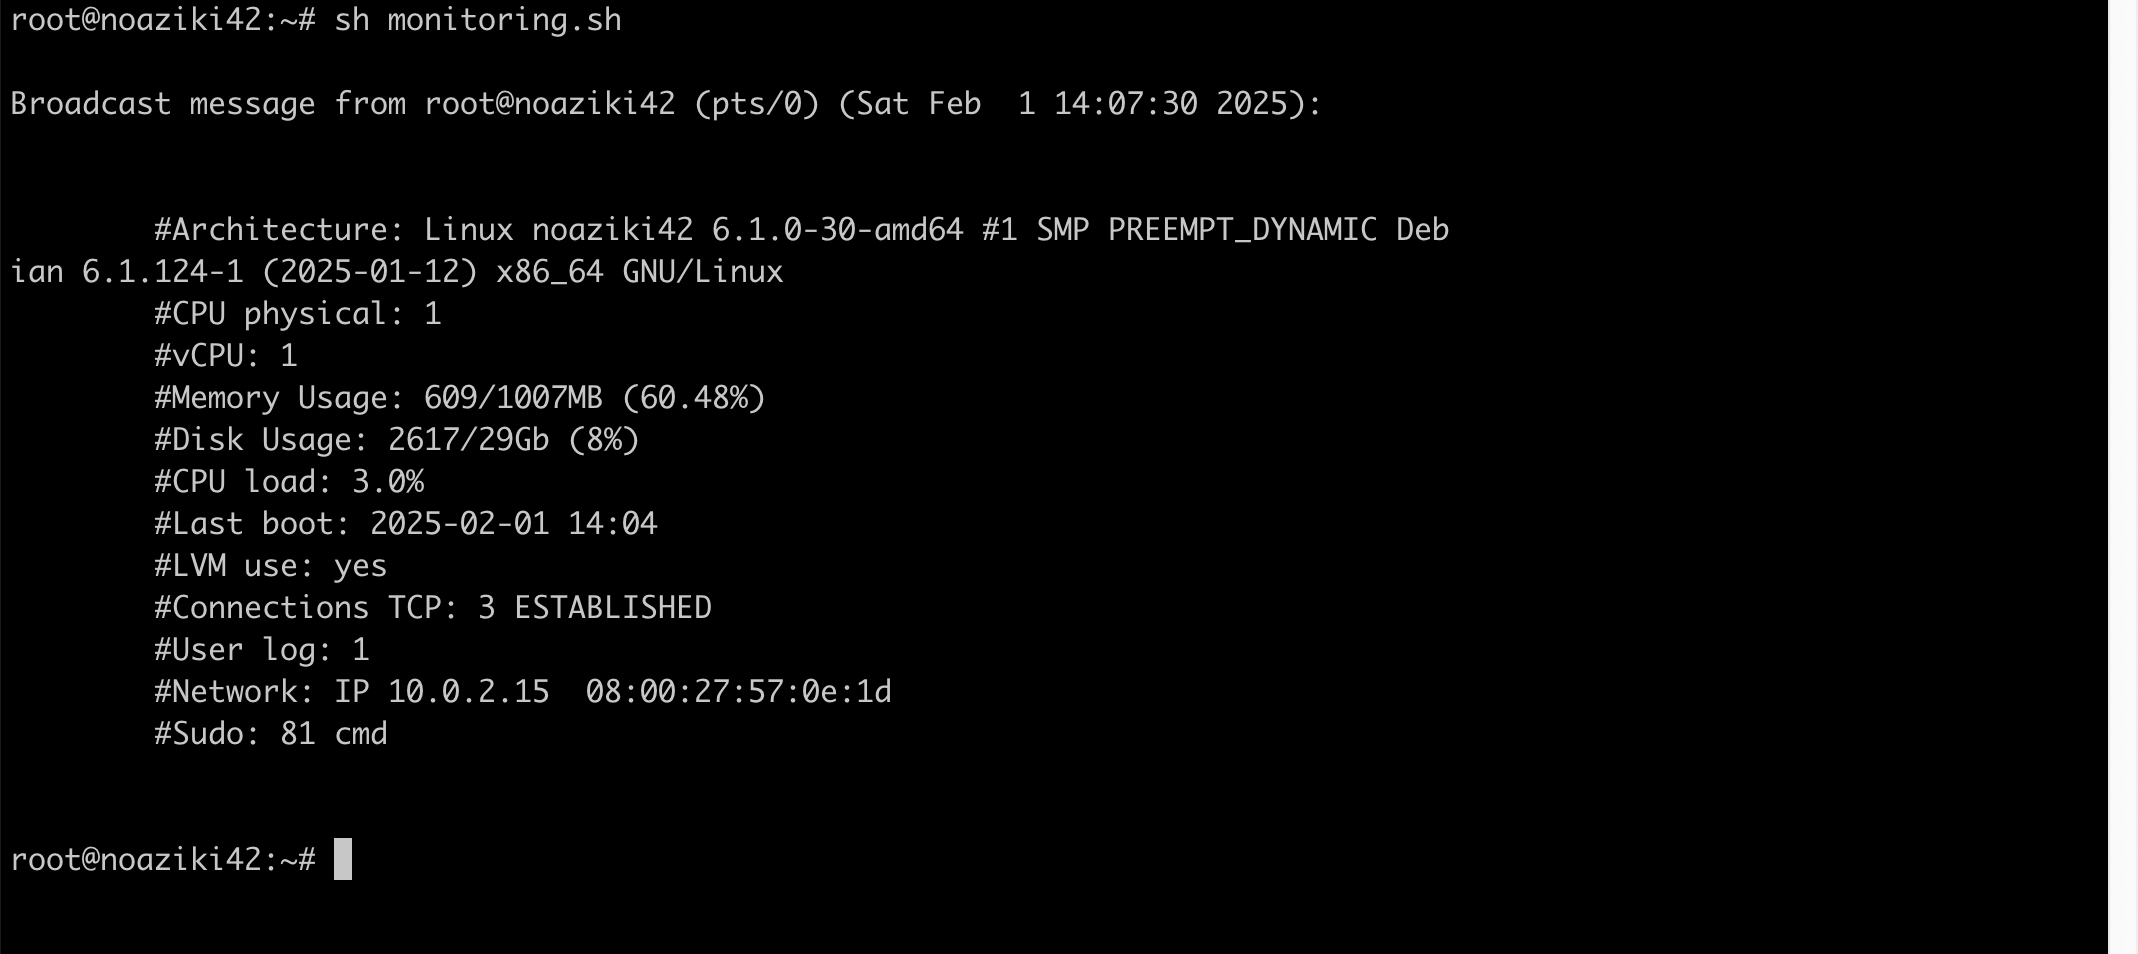 root@noaziki42:~# sh monitoring.sh
Broadcast message from root@noaziki42 (pts/0) (Sat Feb  1 14:07:30 2025):
#Architecture: Linux noaziki42 6.1.0-30-amd64 #1 SMP PREEMPT_DYNAMIC Deb
ian 6.1.124-1 (2025-01-12) x86_64 GNU/Linux
#CPU physical: 1
#vCPU: 1
#Memory Usage: 609/1007MB (60.48%)
#Disk Usage: 2617/29Gb (8%)
#CPU load: 3.0%
#Last boot: 2025-02-01 14:04
#LVM use: yes
#Connections TCP: 3 ESTABLISHED
#User log: 1
#Network: IP 10.0.2.15  08:00:27:57:0e:1d
#Sudo: 81 cmd
root@noaziki42:~#